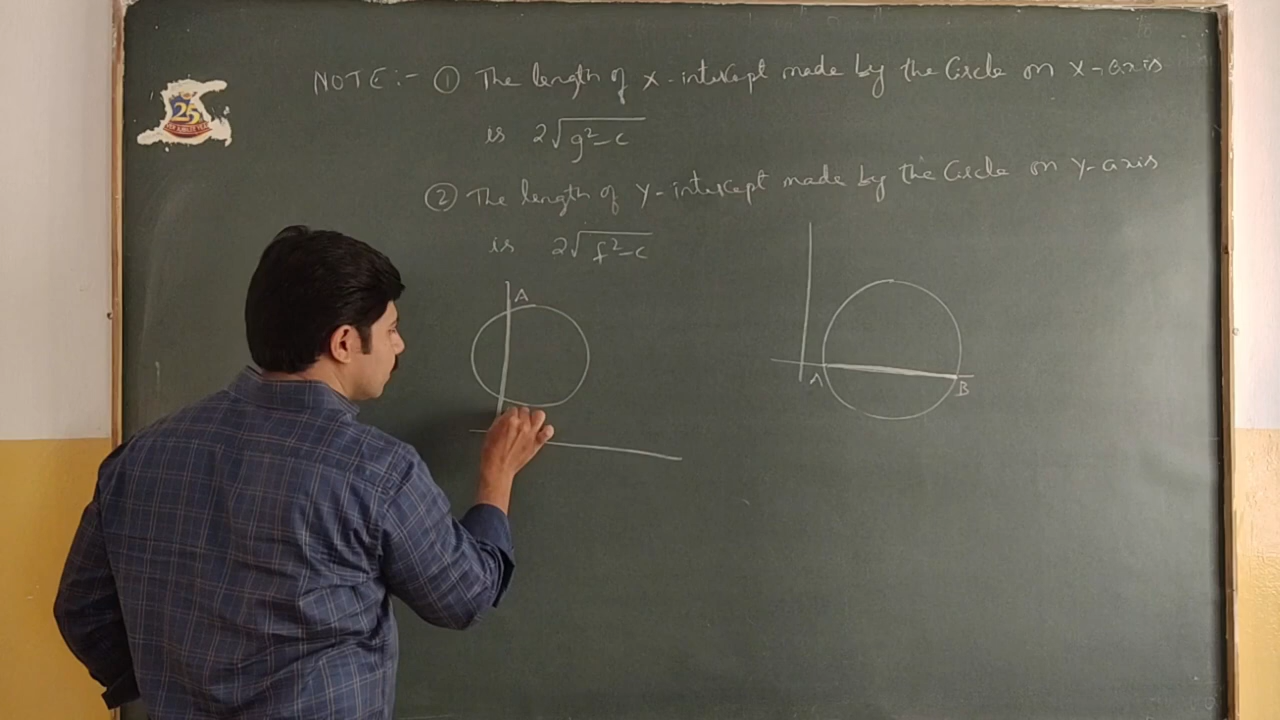 NOTE:- ① The length of X-intercept made by the Circle on X-axis
is 2√g²-c
② The length of Y-intercept made by the Circle on Y-axis
is 2√f²-c
A
A B
25